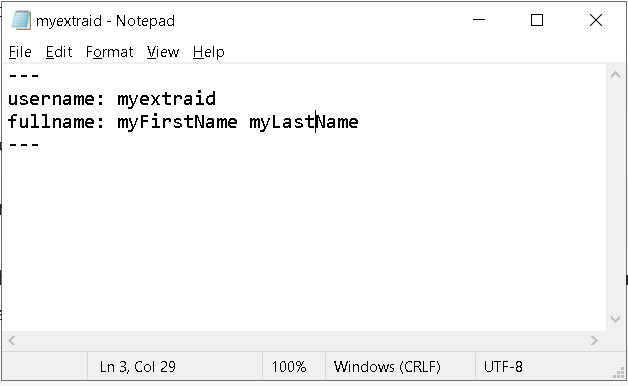 myextraid - Notepad
File Edit Format View Help
---
username: myextraid
fullname: myFirstName myLastName
---
Ln 3, Col 29 100% Windows (CRLF) UTF-8